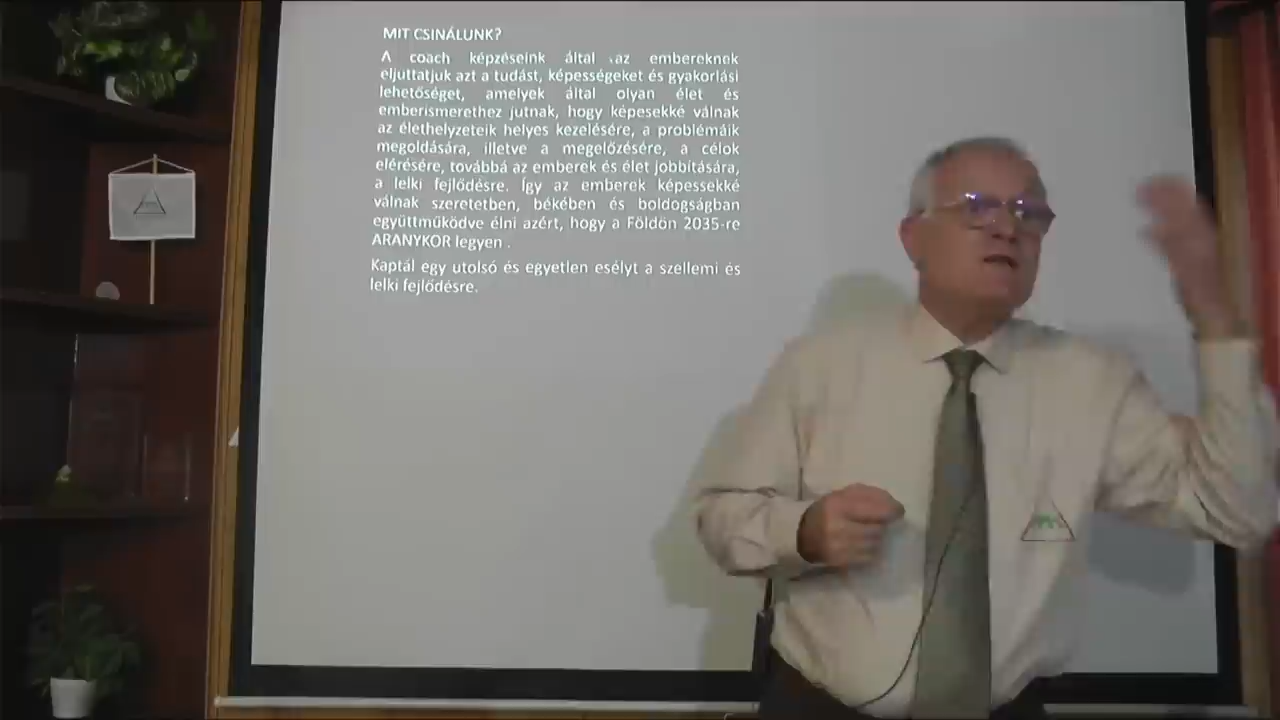 MIT CSINÁLUNK?
A coach képzéseink által az embereknek
eljuttatjuk azt a tudást, képességeket és gyakorlási
lehetőséget, amelyek által olyan élet és
emberismerethez jutnak, hogy képesekké válnak
az élethelyzeteik helyes kezelésére, a problémáik
megoldására, illetve a megelőzésére, a célok
elérésére, továbbá az emberek és élet jobbítására,
a lelki fejlődésre. Így az emberek képessekké
válnak szeretetben, békében és boldogságban
együttműködve élni azért, hogy a Földön 2035-re
ARANYKOR legyen .
Kaptál egy utolsó és egyetlen esélyt a szellemi és
lelki fejlődésre.